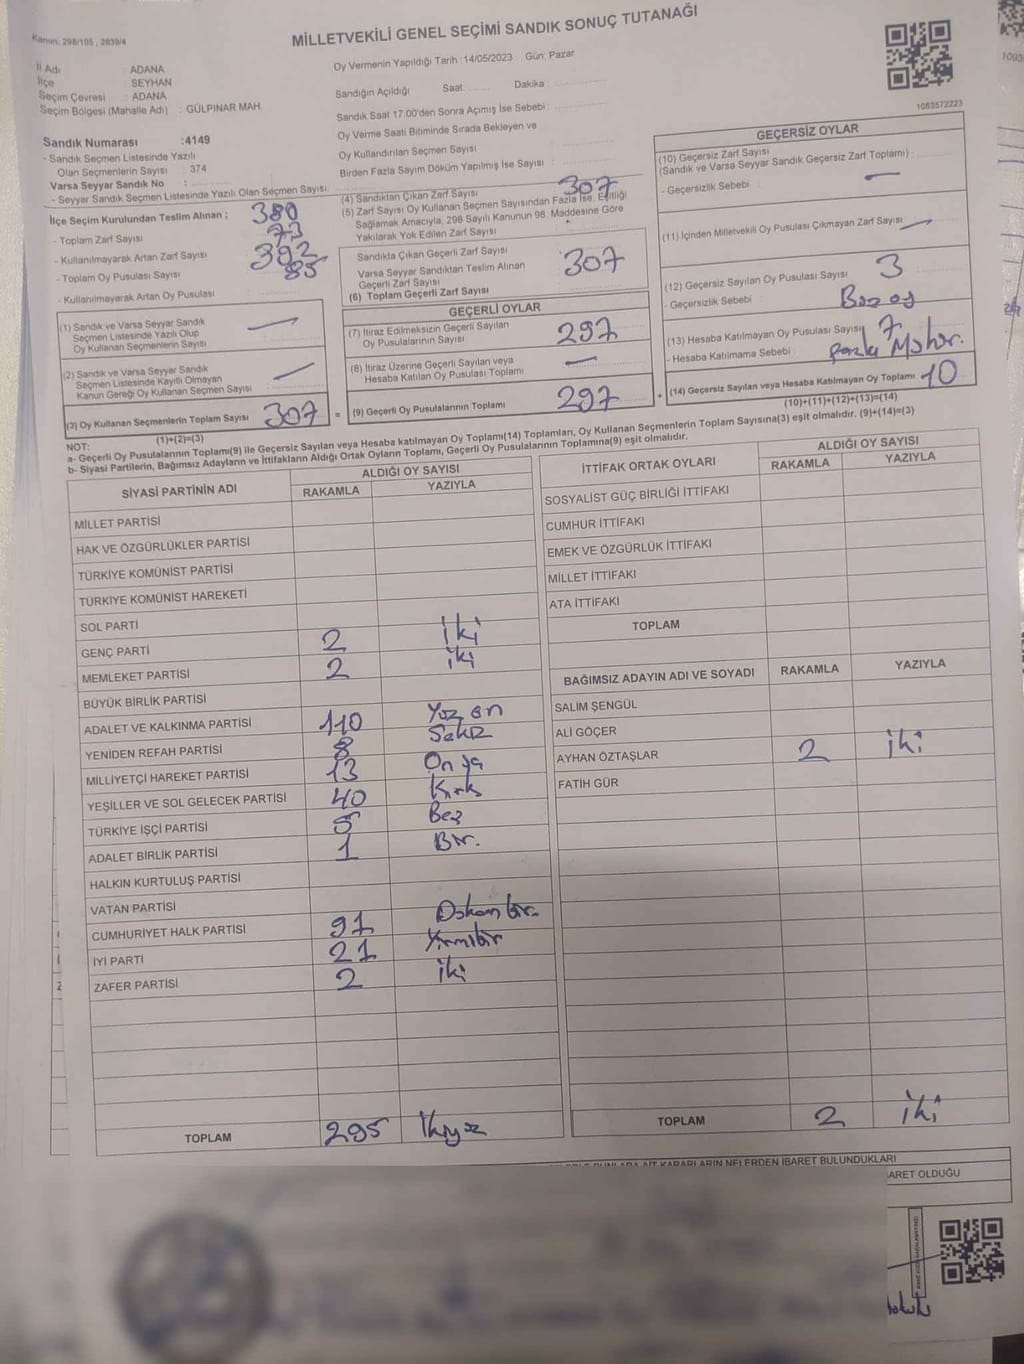 Kanun: 298/105, 2839/4
MİLLETVEKİLİ GENEL SEÇİMİ SANDIK SONUÇ TUTANAĞI
İl Adı : ADANA
İlçe : SEYHAN
Seçim Çevresi : ADANA
Seçim Bölgesi (Mahalle Adı) : GÜLPINAR MAH.
Sandık Numarası :4149
- Sandık Seçmen Listesinde Yazılı
Olan Seçmenlerin Sayısı : 374
Varsa Seyyar Sandık No :
- Seyyar Sandık Seçmen Listesinde Yazılı Olan Seçmen Sayısı:
Oy Vermenin Yapıldığı Tarih :14/05/2023 Gün: Pazar
Sandığın Açıldığı Saat: Dakika:
Sandık Saat 17:00'den Sonra Açımış İse Sebebi :
Oy Verme Saati Bitiminde Sırada Bekleyen ve
Oy Kullandırılan Seçmen Sayısı :
Birden Fazla Sayım Döküm Yapılmış İse Sayısı :
1053572223
İlçe Seçim Kurulundan Teslim Alınan ; 380
- Toplam Zarf Sayısı
- Kullanılmayarak Artan Zarf Sayısı 73
- Toplam Oy Pusulası Sayısı 392
- Kullanılmayarak Artan Oy Pusulası 85
(4) Sandıktan Çıkan Zarf Sayısı 307
(5) Zarf Sayısı Oy Kullanan Seçmen Sayısından Fazla İse, Eşitliği
Sağlamak Amacıyla, 298 Sayılı Kanunun 98. Maddesine Göre
Yakılarak Yok Edilen Zarf Sayısı
Sandıkta Çıkan Geçerli Zarf Sayısı
Varsa Seyyar Sandıktan Teslim Alınan
Geçerli Zarf Sayısı
(6) Toplam Geçerli Zarf Sayısı 307
GEÇERSİZ OYLAR
(10) Geçersiz Zarf Sayısı
(Sandık ve Varsa Seyyar Sandık Geçersiz Zarf Toplamı) :
- Geçersizlik Sebebi :
(11) İçinden Milletvekili Oy Pusulası Çıkmayan Zarf Sayısı
(12) Geçersiz Sayılan Oy Pusulası Sayısı 3
- Geçersizlik Sebebi : Boş oy
(13) Hesaba Katılmayan Oy Pusulası Sayısı 7
- Hesaba Katılmama Sebebi : fazla Mühür.
(14) Geçersiz Sayılan veya Hesaba Katılmayan Oy Toplamı 10
(10)+(11)+(12)+(13)=(14)
(1) Sandık ve Varsa Seyyar Sandık
Seçmen Listesinde Yazılı Olup
Oy Kullanan Seçmenlerin Sayısı
(2) Sandık ve Varsa Seyyar Sandık
Seçmen Listesinde Kayıtlı Olmayan
Kanun Gereği Oy Kullanan Seçmen Sayısı
(3) Oy Kullanan Seçmenlerin Toplam Sayısı 307 =
(1)+(2)=(3)
GEÇERLİ OYLAR
(7) İtiraz Edilmeksizin Geçerli Sayılan
Oy Pusulalarının Sayısı 297
(8) İtiraz Üzerine Geçerli Sayılan veya
Hesaba Katılan Oy Pusulası Toplamı
(9) Geçerli Oy Pusulalarının Toplamı 297 +
NOT:
a- Geçerli Oy Pusulalarının Toplamı(9) ile Geçersiz Sayılan veya Hesaba katılmayan Oy Toplamı(14) Toplamları, Oy Kullanan Seçmenlerin Toplam Sayısına(3) eşit olmalıdır. (9)+(14)=(3)
b- Siyasi Partilerin, Bağımsız Adayların ve İttifakların Aldığı Ortak Oyların Toplamı, Geçerli Oy Pusulalarının Toplamına(9) eşit olmalıdır.
SİYASİ PARTİNİN ADI ALDIĞI OY SAYISI
RAKAMLA YAZIYLA
MİLLET PARTİSİ
HAK VE ÖZGÜRLÜKLER PARTİSİ
TÜRKİYE KOMÜNİST PARTİSİ
TÜRKİYE KOMÜNİST HAREKETİ
SOL PARTİ
GENÇ PARTİ 2 iki
MEMLEKET PARTİSİ 2 iki
BÜYÜK BİRLİK PARTİSİ
ADALET VE KALKINMA PARTİSİ 110 Yüz on
YENİDEN REFAH PARTİSİ 8 Sekiz
MİLLİYETÇİ HAREKET PARTİSİ 13 On
YEŞİLLER VE SOL GELECEK PARTİSİ 40 Kırk
TÜRKİYE İŞÇİ PARTİSİ 5 Beş
ADALET BİRLİK PARTİSİ 1 Bir.
HALKIN KURTULUŞ PARTİSİ
VATAN PARTİSİ
CUMHURİYET HALK PARTİSİ 91 Doksan bir.
İYİ PARTİ 21 Yirmibir
ZAFER PARTİSİ 2 iki
TOPLAM 295
İTTİFAK ORTAK OYLARI ALDIĞI OY SAYISI
RAKAMLA YAZIYLA
SOSYALİST GÜÇ BİRLİĞİ İTTİFAKI
CUMHUR İTTİFAKI
EMEK VE ÖZGÜRLÜK İTTİFAKI
MİLLET İTTİFAKI
ATA İTTİFAKI
TOPLAM
BAĞIMSIZ ADAYIN ADI VE SOYADI RAKAMLA YAZIYLA
SALİM ŞENGÜL
ALİ GÖÇER
AYHAN ÖZTAŞLAR 2 iki
FATİH GÜR
TOPLAM 2 iki
AİT KARARLARIN NELERDEN İBARET BULUNDUKLARI
BARET OLDUĞU